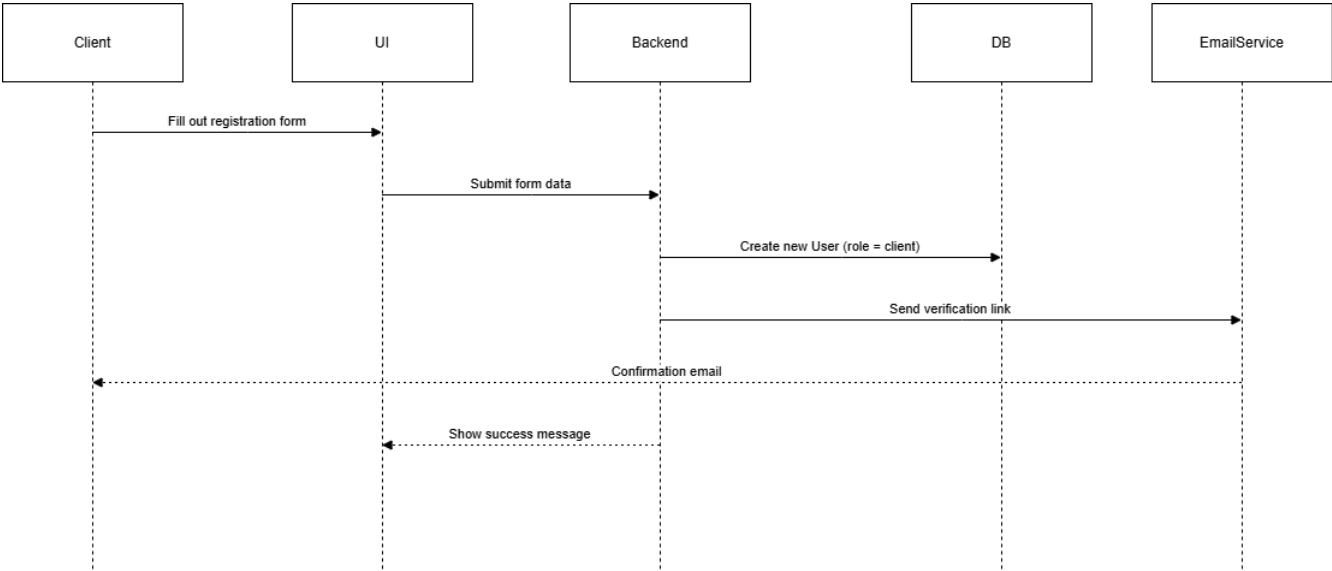 Client
UI
Backend
DB
EmailService
Fill out registration form
Submit form data
Create new User (role = client)
Send verification link
Confirmation email
Show success message